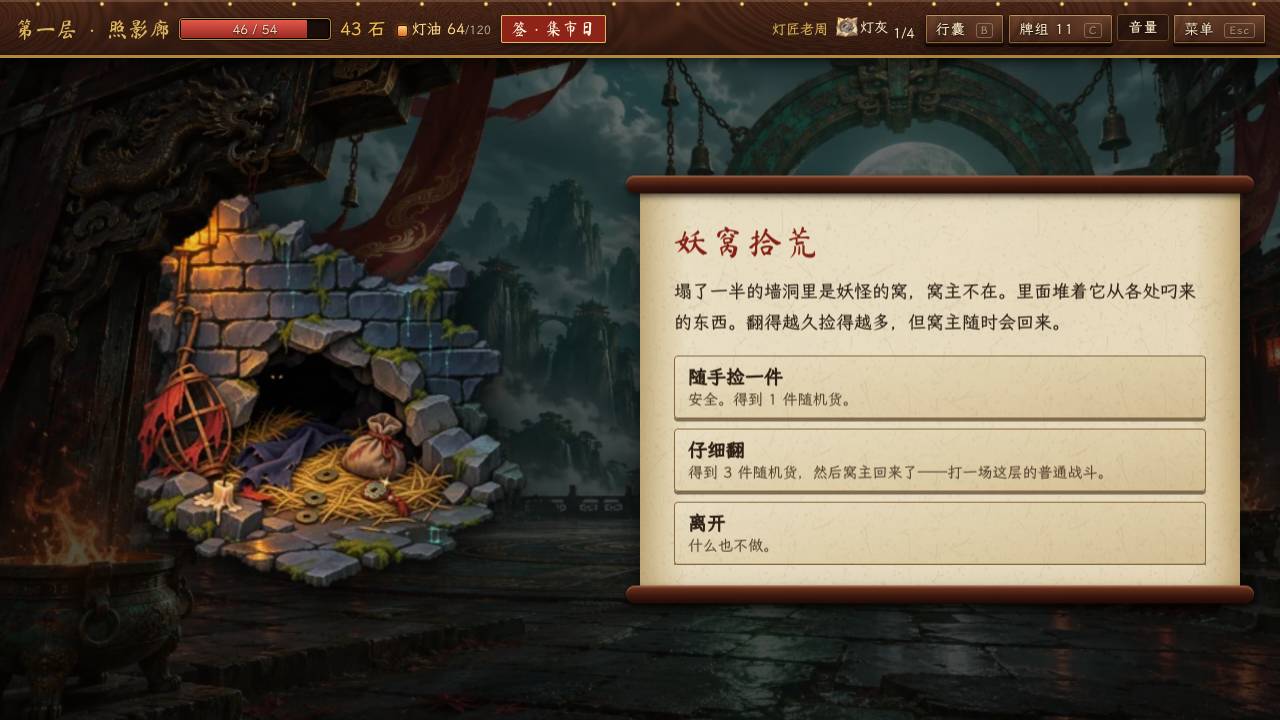 第一层 · 照影廊 46 / 54 43 石 灯油 64/120 签 · 集市日 灯匠老周 灯灰 1/4 行囊 B 牌组 11 C 音量 菜单 Esc
妖窝拾荒
塌了一半的墙洞里是妖怪的窝，窝主不在。里面堆着它从各处叼来
的东西。翻得越久捡得越多，但窝主随时会回来。
随手捡一件
安全。得到 1 件随机货。
仔细翻
得到 3 件随机货，然后窝主回来了——打一场这层的普通战斗。
离开
什么也不做。